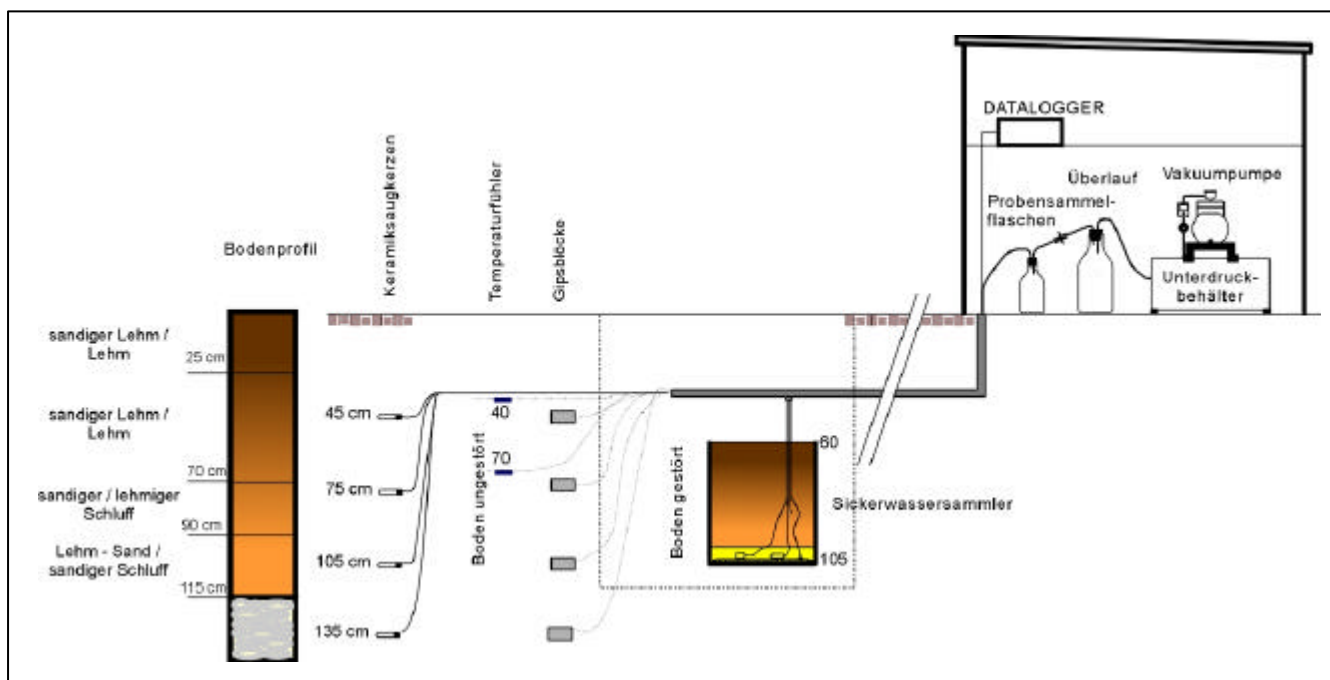 Bodenprofil
sandiger Lehm /
Lehm
25 cm
sandiger Lehm /
Lehm
70 cm
sandiger / lehmiger
Schluff
90 cm
Lehm - Sand /
sandiger Schluff
115 cm
Keramiksaugkerzen
45 cm
75 cm
105 cm
135 cm
Temperaturfühler
40
70
Boden ungestört
Gipsblöcke
Boden gestört
60
105
Sickerwassersammler
DATALOGGER
Überlauf
Probensammel-
flaschen
Vakuumpumpe
Unterdruck-
behälter